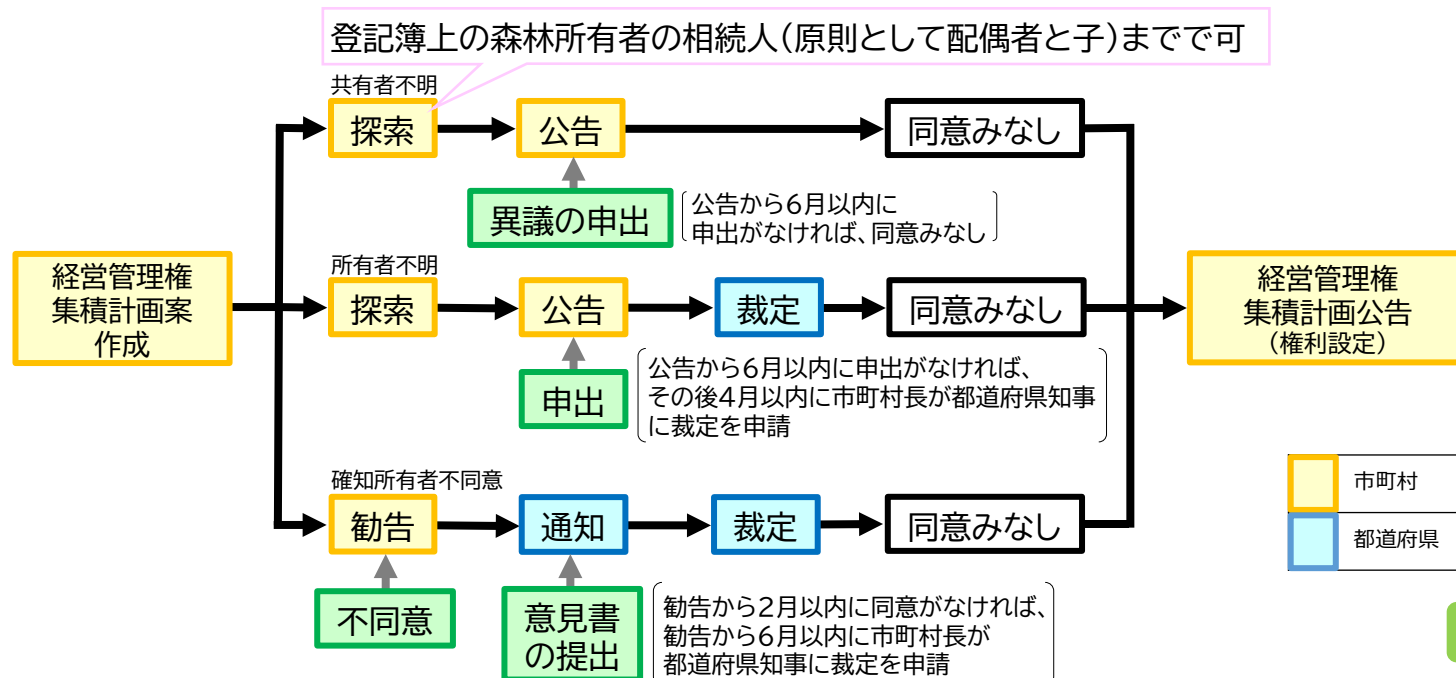 登記簿上の森林所有者の相続人(原則として配偶者と子)までで可
共有者不明
探索
公告
同意みなし
異議の申出
公告から6月以内に
申出がなければ、同意みなし
経営管理権
集積計画案
作成
所有者不明
探索
公告
裁定
同意みなし
申出
公告から6月以内に申出がなければ、
その後4月以内に市町村長が都道府県知事
に裁定を申請
経営管理権
集積計画公告
(権利設定)
確知所有者不同意
勧告
通知
裁定
同意みなし
不同意
意見書
の提出
勧告から2月以内に同意がなければ、
勧告から6月以内に市町村長が
都道府県知事に裁定を申請
市町村
都道府県